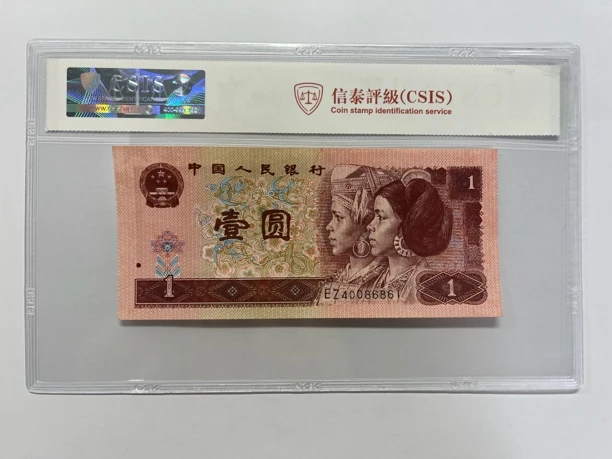 CSIS
信泰評級(CSIS)
Coin stamp identification service
中国人民银行
1
壹圆
1
EZ40086861
1